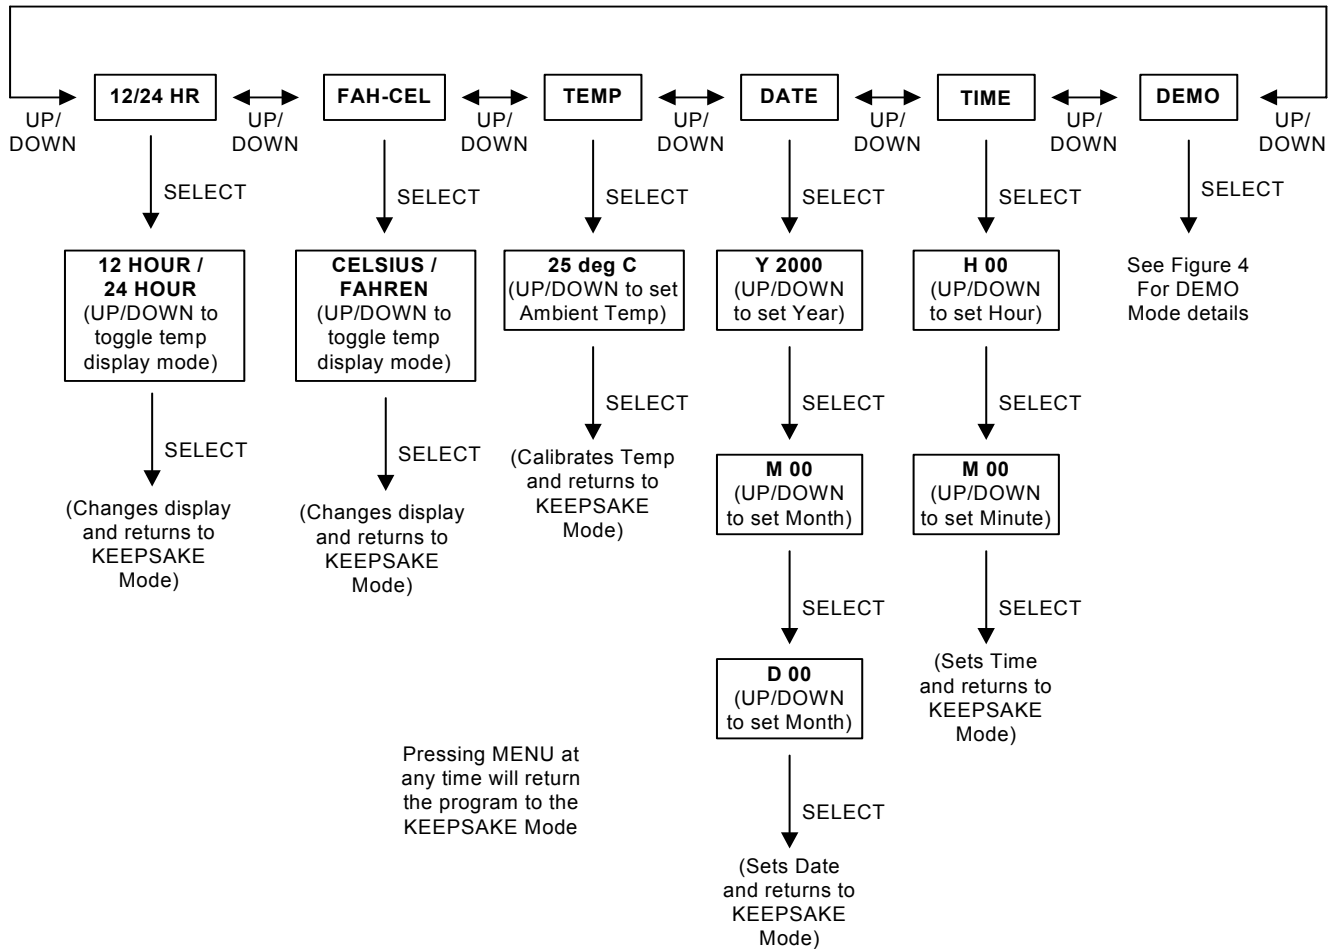 12/24 HR
FAH-CEL
TEMP
DATE
TIME
DEMO
UP/
DOWN
UP/
DOWN
UP/
DOWN
UP/
DOWN
UP/
DOWN
UP/
DOWN
UP/
DOWN
SELECT
SELECT
SELECT
SELECT
SELECT
SELECT
12 HOUR /
24 HOUR
(UP/DOWN to
toggle temp
display mode)
CELSIUS /
FAHREN
(UP/DOWN to
toggle temp
display mode)
25 deg C
(UP/DOWN to set
Ambient Temp)
Y 2000
(UP/DOWN
to set Year)
H 00
(UP/DOWN
to set Hour)
See Figure 4
For DEMO
Mode details
SELECT
SELECT
SELECT
SELECT
SELECT
(Changes display
and returns to
KEEPSAKE
Mode)
(Changes display
and returns to
KEEPSAKE
Mode)
(Calibrates Temp
and returns to
KEEPSAKE
Mode)
M 00
(UP/DOWN
to set Month)
M 00
(UP/DOWN
to set Minute)
SELECT
SELECT
D 00
(UP/DOWN
to set Month)
(Sets Time
and returns to
KEEPSAKE
Mode)
Pressing MENU at
any time will return
the program to the
KEEPSAKE Mode
SELECT
(Sets Date
and returns to
KEEPSAKE
Mode)